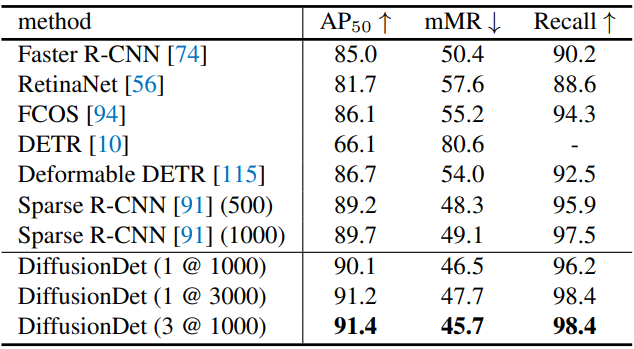 method AP50 ↑ mMR ↓ Recall ↑
Faster R-CNN [74] 85.0 50.4 90.2
RetinaNet [56] 81.7 57.6 88.6
FCOS [94] 86.1 55.2 94.3
DETR [10] 66.1 80.6 -
Deformable DETR [115] 86.7 54.0 92.5
Sparse R-CNN [91] (500) 89.2 48.3 95.9
Sparse R-CNN [91] (1000) 89.7 49.1 97.5
DiffusionDet (1 @ 1000) 90.1 46.5 96.2
DiffusionDet (1 @ 3000) 91.2 47.7 98.4
DiffusionDet (3 @ 1000) 91.4 45.7 98.4